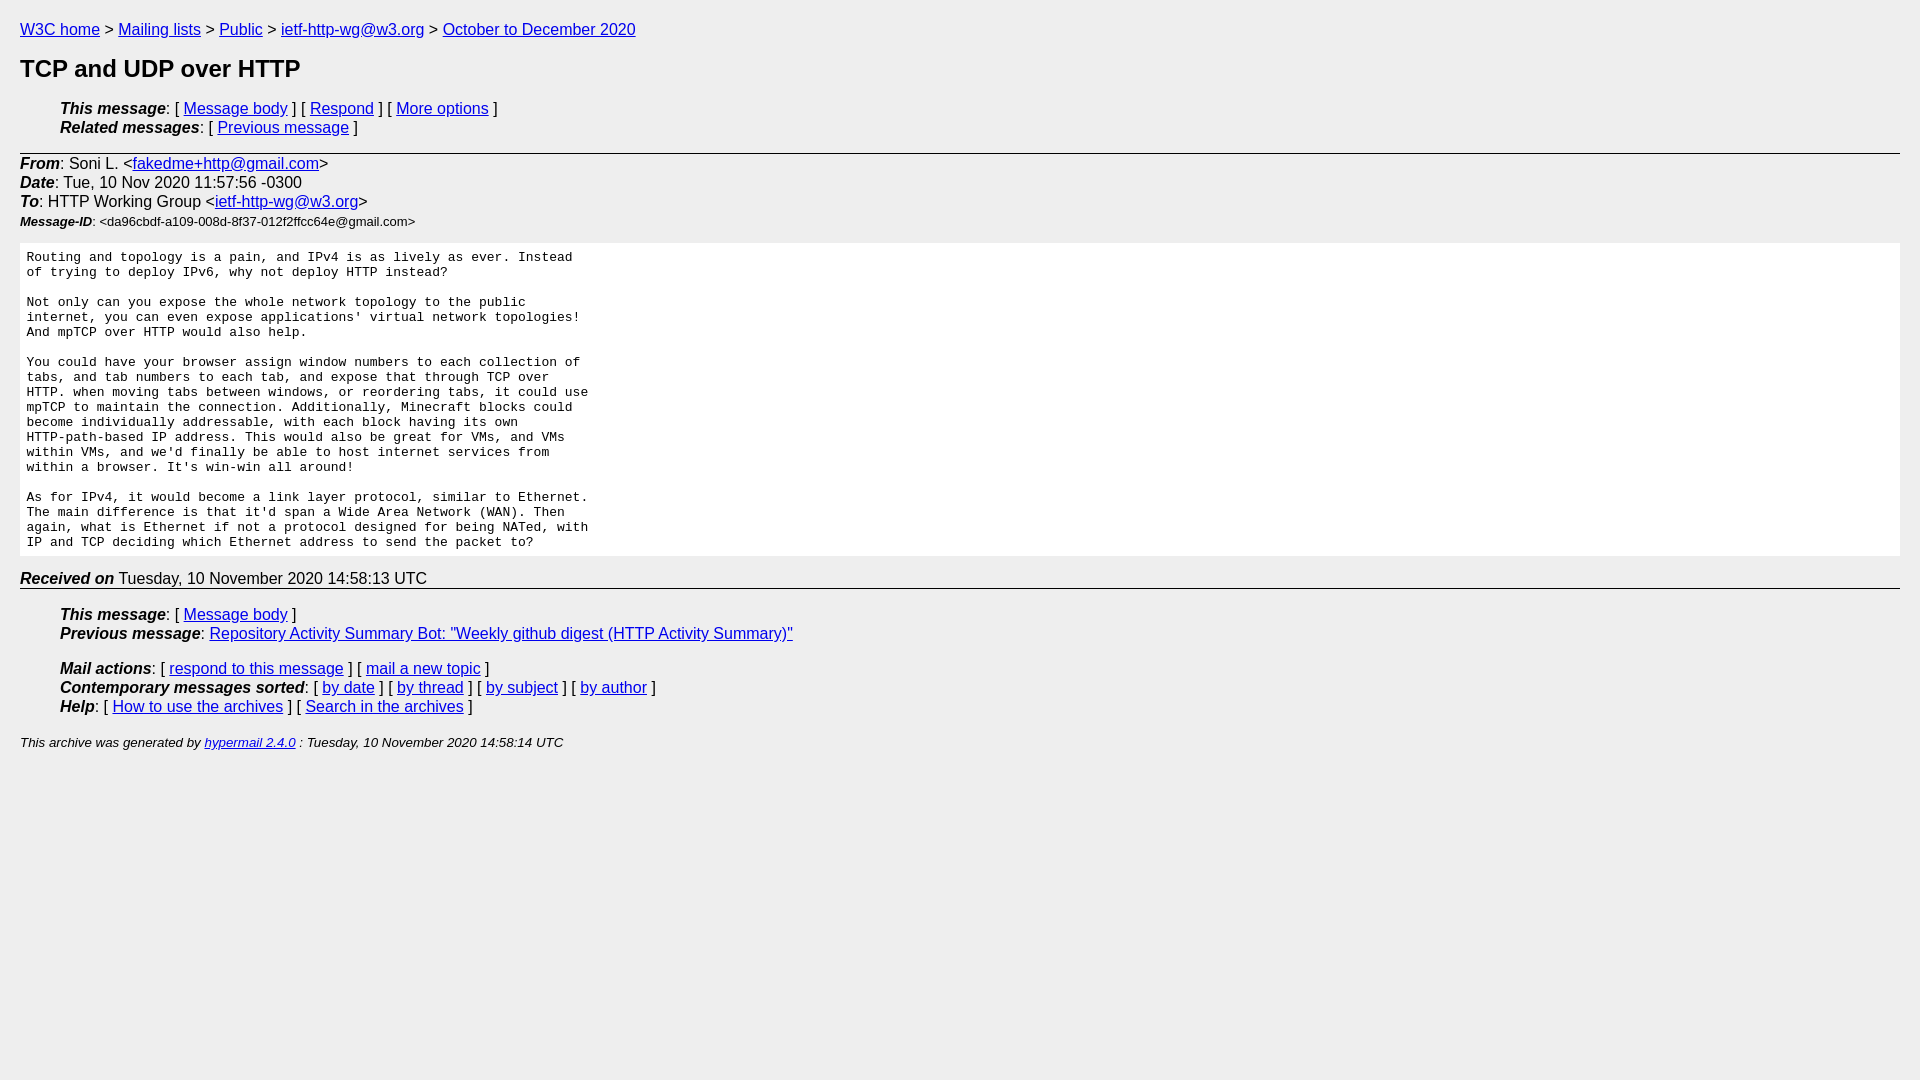 W3C home > Mailing lists > Public > ietf-http-wg@w3.org > October to December 2020
TCP and UDP over HTTP
This message: [ Message body ] [ Respond ] [ More options ]
Related messages: [ Previous message ]
From: Soni L. <fakedme+http@gmail.com>
Date: Tue, 10 Nov 2020 11:57:56 -0300
To: HTTP Working Group <ietf-http-wg@w3.org>
Message-ID: <da96cbdf-a109-008d-8f37-012f2ffcc64e@gmail.com>
Routing and topology is a pain, and IPv4 is as lively as ever. Instead
of trying to deploy IPv6, why not deploy HTTP instead?
Not only can you expose the whole network topology to the public
internet, you can even expose applications' virtual network topologies!
And mpTCP over HTTP would also help.
You could have your browser assign window numbers to each collection of
tabs, and tab numbers to each tab, and expose that through TCP over
HTTP. when moving tabs between windows, or reordering tabs, it could use
mpTCP to maintain the connection. Additionally, Minecraft blocks could
become individually addressable, with each block having its own
HTTP-path-based IP address. This would also be great for VMs, and VMs
within VMs, and we'd finally be able to host internet services from
within a browser. It's win-win all around!
As for IPv4, it would become a link layer protocol, similar to Ethernet.
The main difference is that it'd span a Wide Area Network (WAN). Then
again, what is Ethernet if not a protocol designed for being NATed, with
IP and TCP deciding which Ethernet address to send the packet to?
Received on Tuesday, 10 November 2020 14:58:13 UTC
This message: [ Message body ]
Previous message: Repository Activity Summary Bot: "Weekly github digest (HTTP Activity Summary)"
Mail actions: [ respond to this message ] [ mail a new topic ]
Contemporary messages sorted: [ by date ] [ by thread ] [ by subject ] [ by author ]
Help: [ How to use the archives ] [ Search in the archives ]
This archive was generated by hypermail 2.4.0 : Tuesday, 10 November 2020 14:58:14 UTC